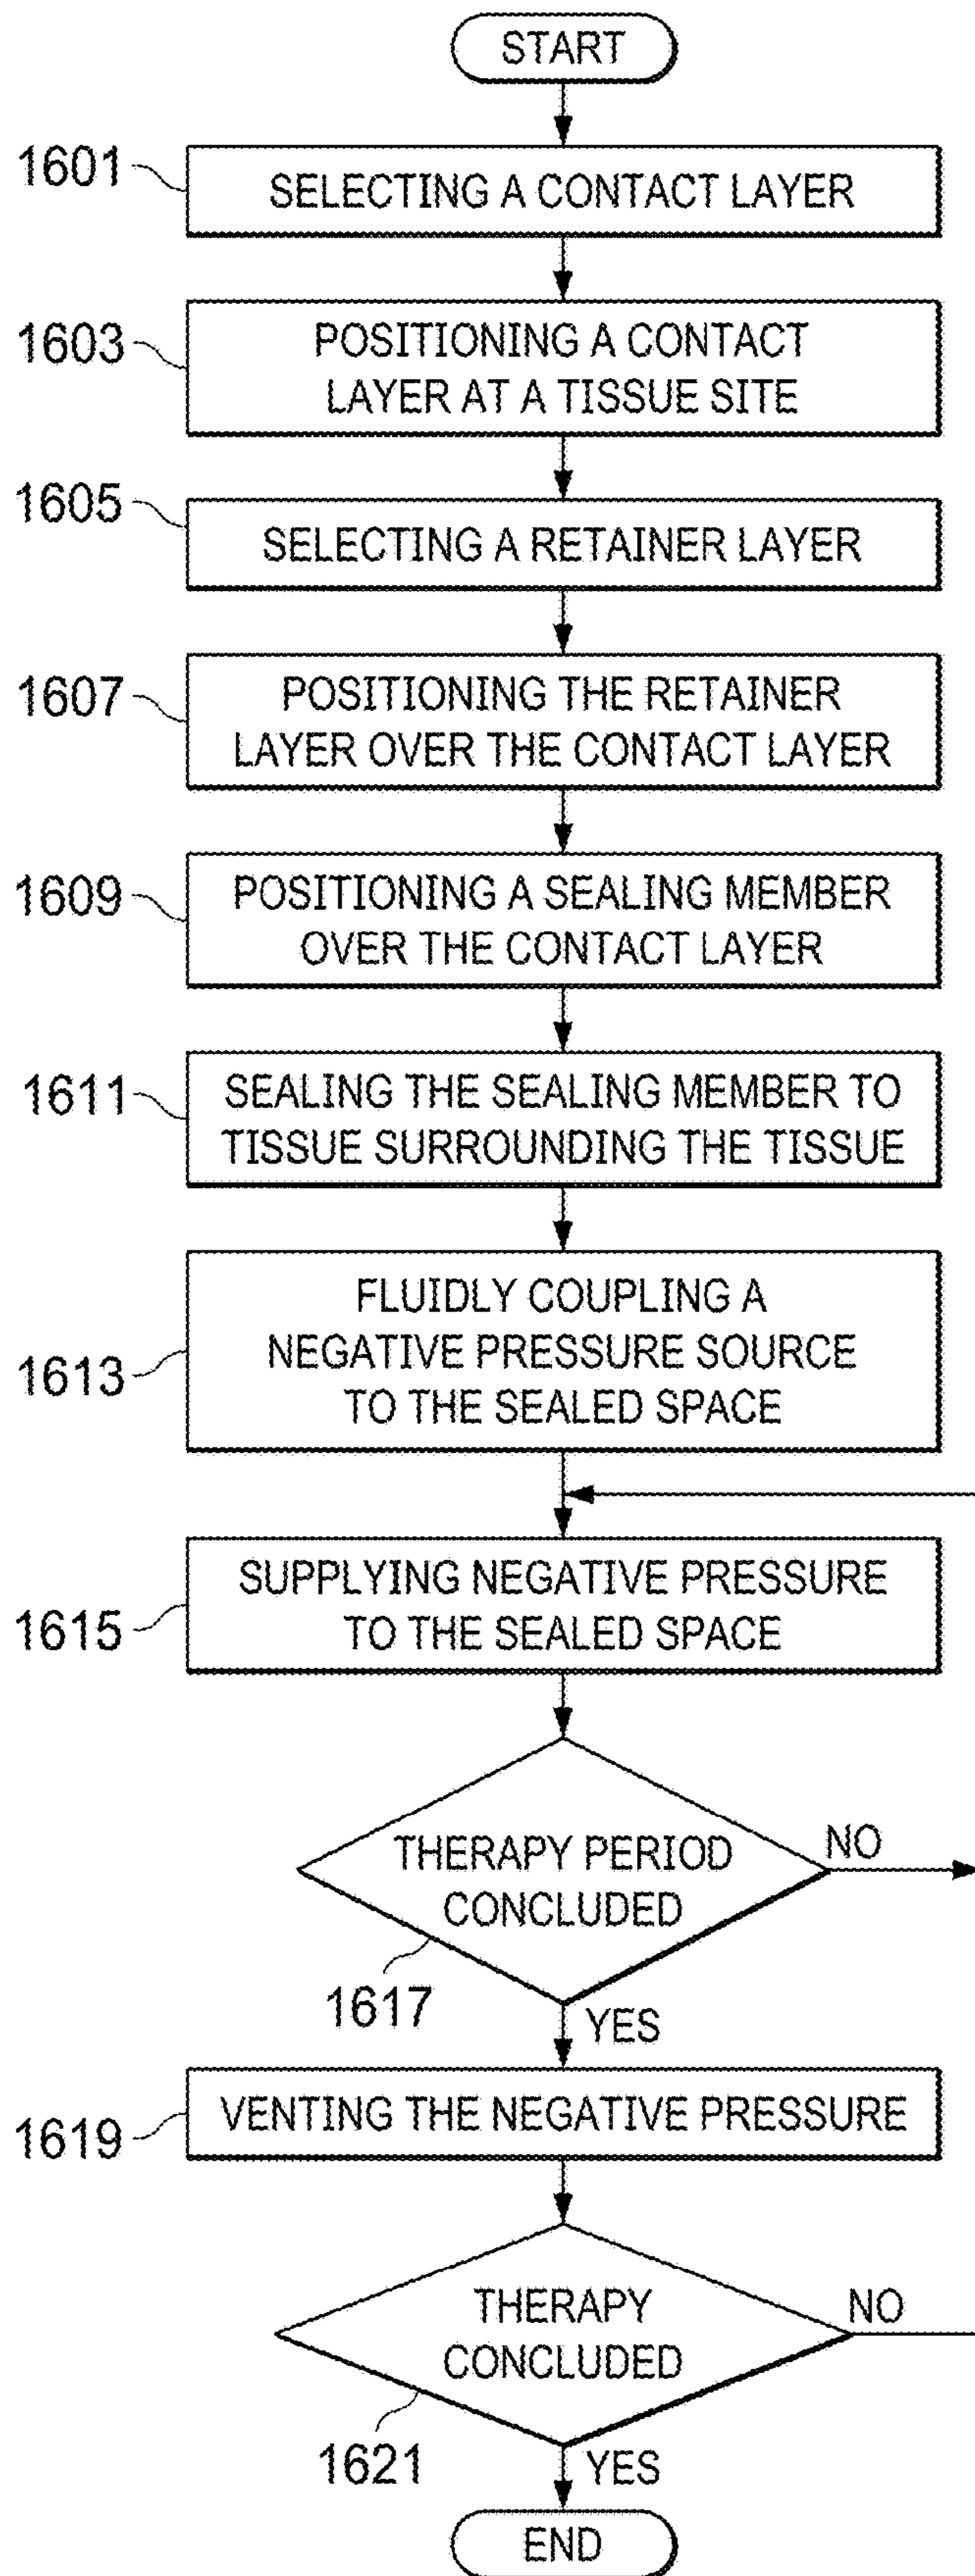 START
1601
SELECTING A CONTACT LAYER
1603
POSITIONING A CONTACT
LAYER AT A TISSUE SITE
1605
SELECTING A RETAINER LAYER
1607
POSITIONING THE RETAINER
LAYER OVER THE CONTACT LAYER
1609
POSITIONING A SEALING MEMBER
OVER THE CONTACT LAYER
1611
SEALING THE SEALING MEMBER TO
TISSUE SURROUNDING THE TISSUE
1613
FLUIDLY COUPLING A
NEGATIVE PRESSURE SOURCE
TO THE SEALED SPACE
1615
SUPPLYING NEGATIVE PRESSURE
TO THE SEALED SPACE
THERAPY PERIOD
CONCLUDED
NO
1617
YES
1619
VENTING THE NEGATIVE PRESSURE
THERAPY
CONCLUDED
NO
1621
YES
END